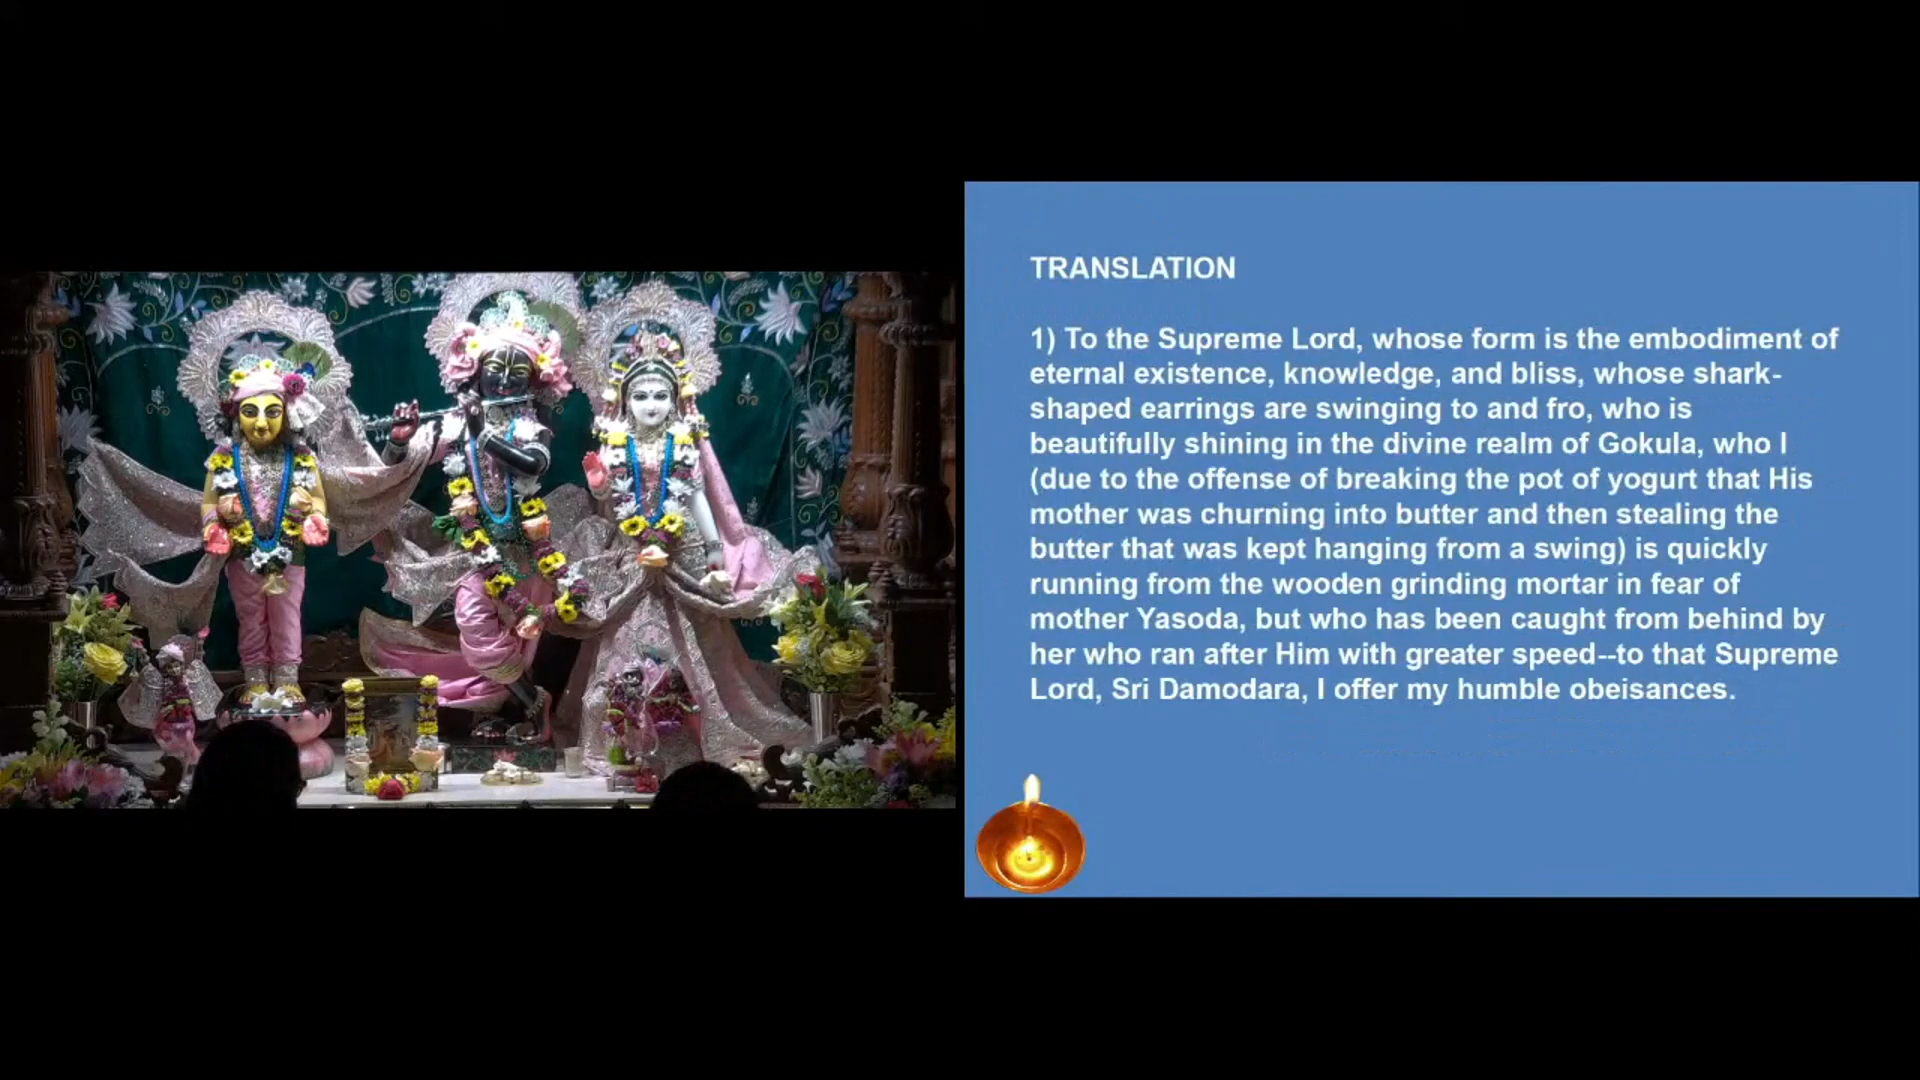 TRANSLATION
1) To the Supreme Lord, whose form is the embodiment of
eternal existence, knowledge, and bliss, whose shark-
shaped earrings are swinging to and fro, who is
beautifully shining in the divine realm of Gokula, who I
(due to the offense of breaking the pot of yogurt that His
mother was churning into butter and then stealing the
butter that was kept hanging from a swing) is quickly
running from the wooden grinding mortar in fear of
mother Yasoda, but who has been caught from behind by
her who ran after Him with greater speed--to that Supreme
Lord, Sri Damodara, I offer my humble obeisances.